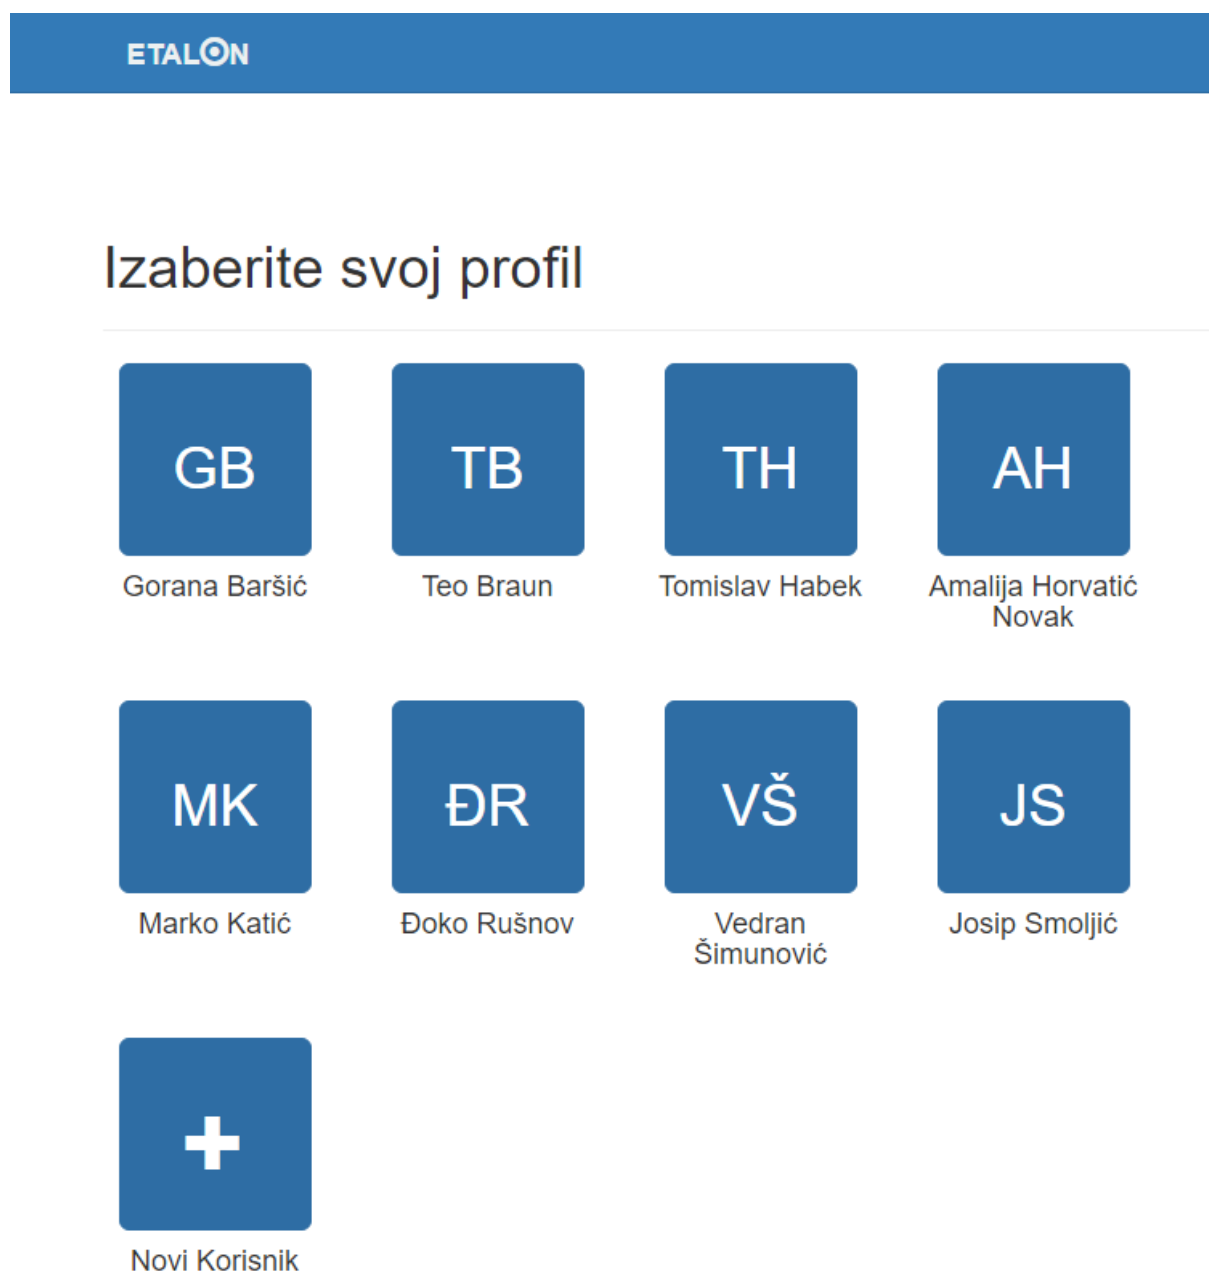 ETALON
Izaberite svoj profil
GB
TB
TH
AH
Gorana Baršić
Teo Braun
Tomislav Habek
Amalija Horvatić
Novak
MK
ĐR
VŠ
JS
Marko Katić
Đoko Rušnov
Vedran
Šimunović
Josip Smoljić
+
Novi Korisnik